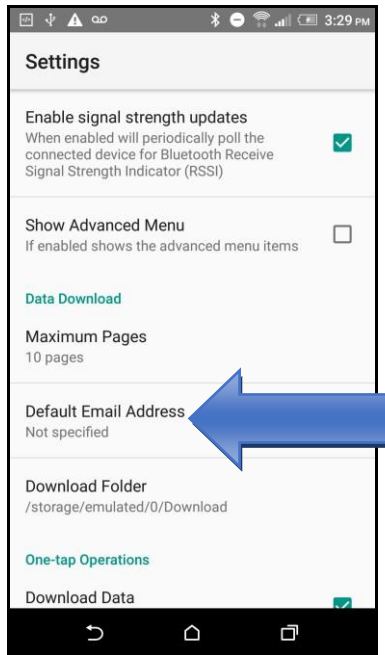 3:29 PM
Settings
Enable signal strength updates
When enabled will periodically poll the
connected device for Bluetooth Receive
Signal Strength Indicator (RSSI)
Show Advanced Menu
If enabled shows the advanced menu items
Data Download
Maximum Pages
10 pages
Default Email Address
Not specified
Download Folder
/storage/emulated/0/Download
One-tap Operations
Download Data